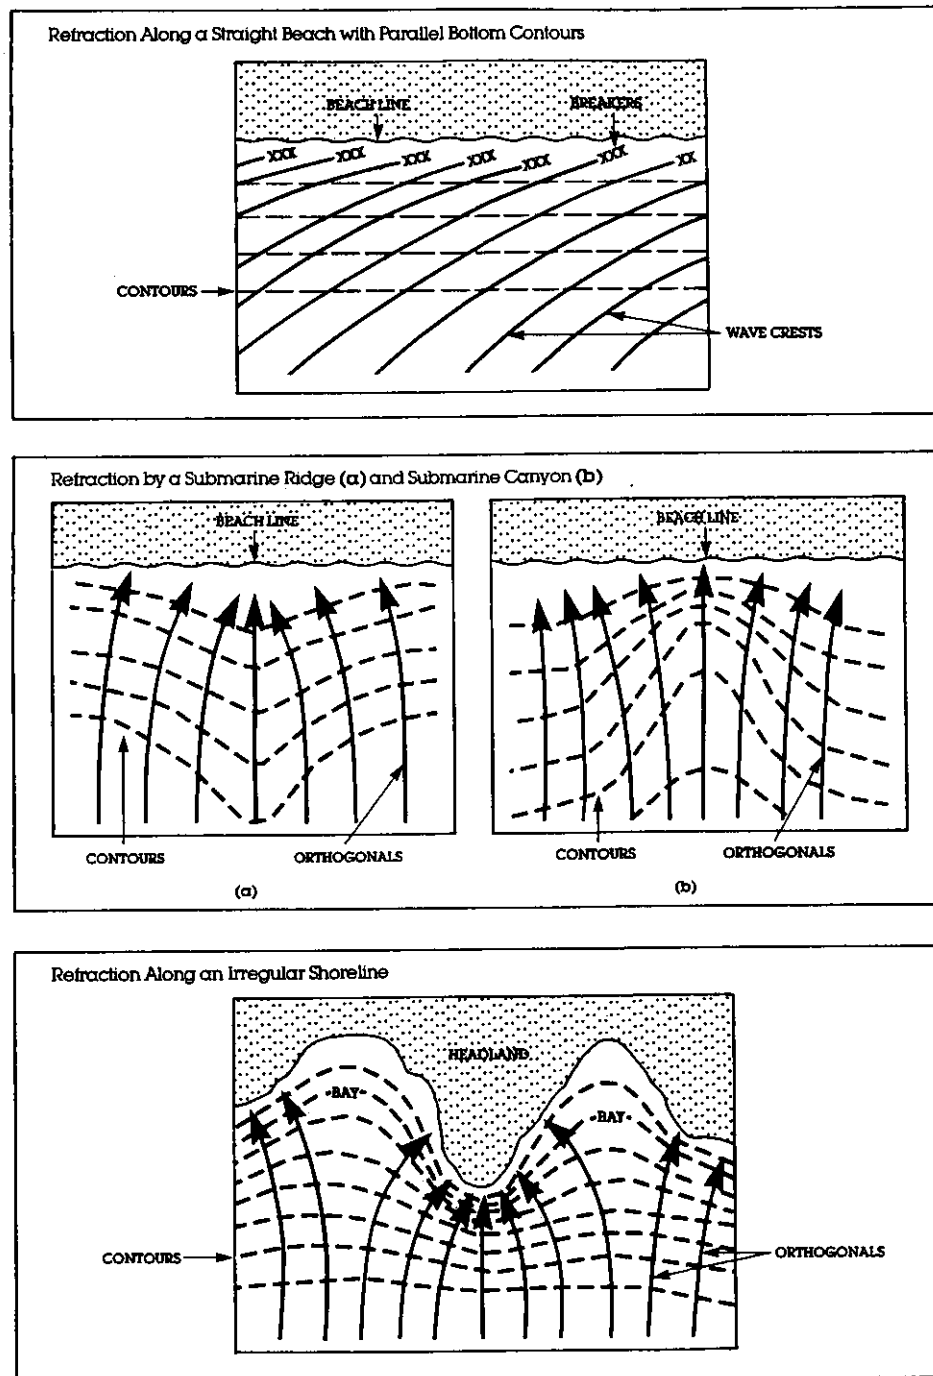 Refraction Along a Straight Beach with Parallel Bottom Contours
BEACH LINE
BREAKERS
XXX XXX XXX XXX XXX XXX XX
CONTOURS
WAVE CRESTS
Refraction by a Submarine Ridge (a) and Submarine Canyon (b)
BEACH LINE
BEACH LINE
CONTOURS
ORTHOGONALS
CONTOURS
ORTHOGONALS
(a)
(b)
Refraction Along an Irregular Shoreline
HEADLAND
BAY
BAY
CONTOURS
ORTHOGONALS